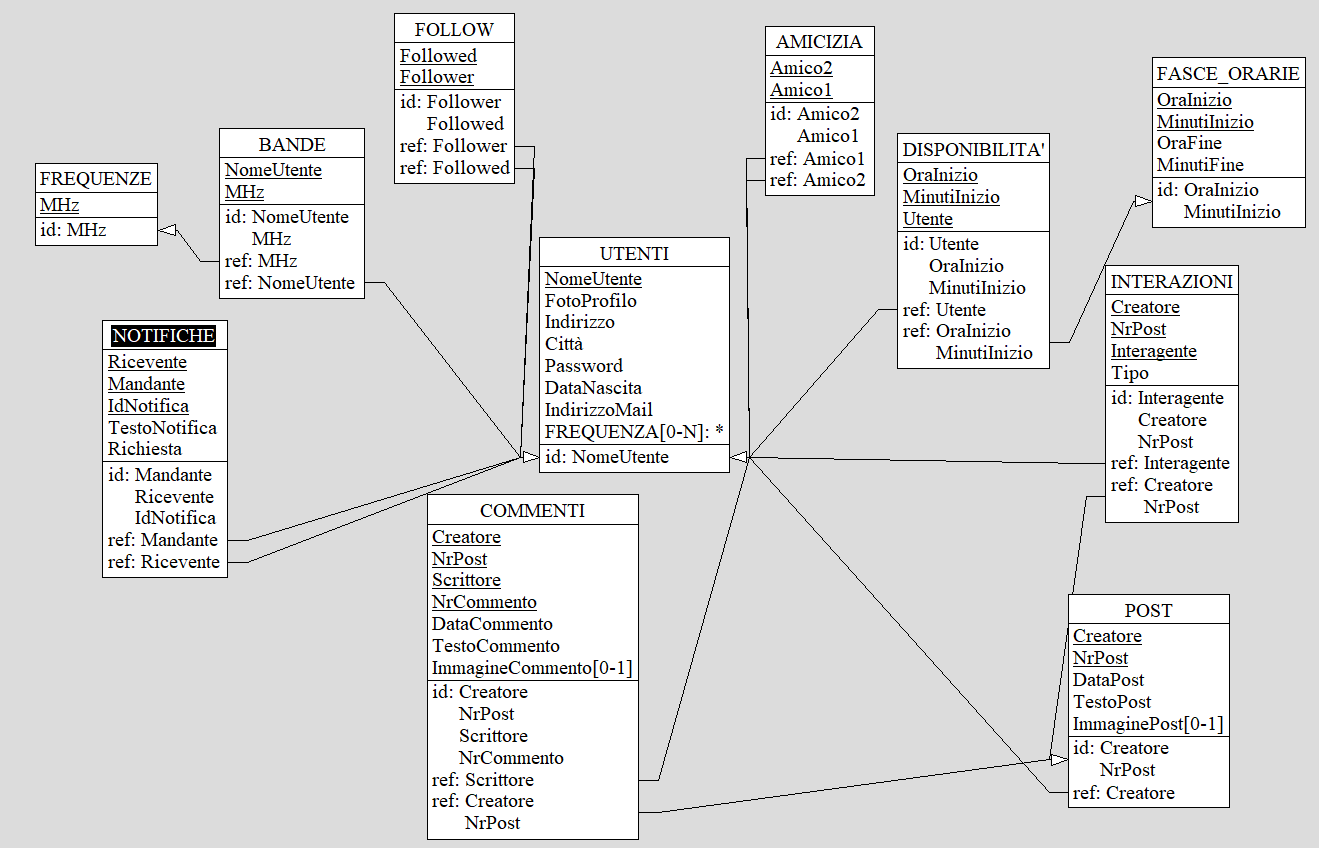 FOLLOW
Followed
Follower
id: Follower
Followed
ref: Follower
ref: Followed
AMICIZIA
Amico2
Amico1
id: Amico2
Amico1
ref: Amico1
ref: Amico2
FASCE_ORARIE
OraInizio
MinutiInizio
OraFine
MinutiFine
id: OraInizio
MinutiInizio
BANDE
NomeUtente
MHz
id: NomeUtente
MHz
ref: MHz
ref: NomeUtente
DISPONIBILITA'
OraInizio
MinutiInizio
Utente
id: Utente
OraInizio
MinutiInizio
ref: Utente
ref: OraInizio
MinutiInizio
FREQUENZE
MHz
id: MHz
UTENTI
NomeUtente
FotoProfilo
Indirizzo
Città
Password
DataNascita
IndirizzoMail
FREQUENZA[0-N]: *
id: NomeUtente
INTERAZIONI
Creatore
NrPost
Interagente
Tipo
id: Interagente
Creatore
NrPost
ref: Interagente
ref: Creatore
NrPost
NOTIFICHE
Ricevente
Mandante
IdNotifica
TestoNotifica
Richiesta
id: Mandante
Ricevente
IdNotifica
ref: Mandante
ref: Ricevente
COMMENTI
Creatore
NrPost
Scrittore
NrCommento
DataCommento
TestoCommento
ImmagineCommento[0-1]
id: Creatore
NrPost
Scrittore
NrCommento
ref: Scrittore
ref: Creatore
NrPost
POST
Creatore
NrPost
DataPost
TestoPost
ImmaginePost[0-1]
id: Creatore
NrPost
ref: Creatore